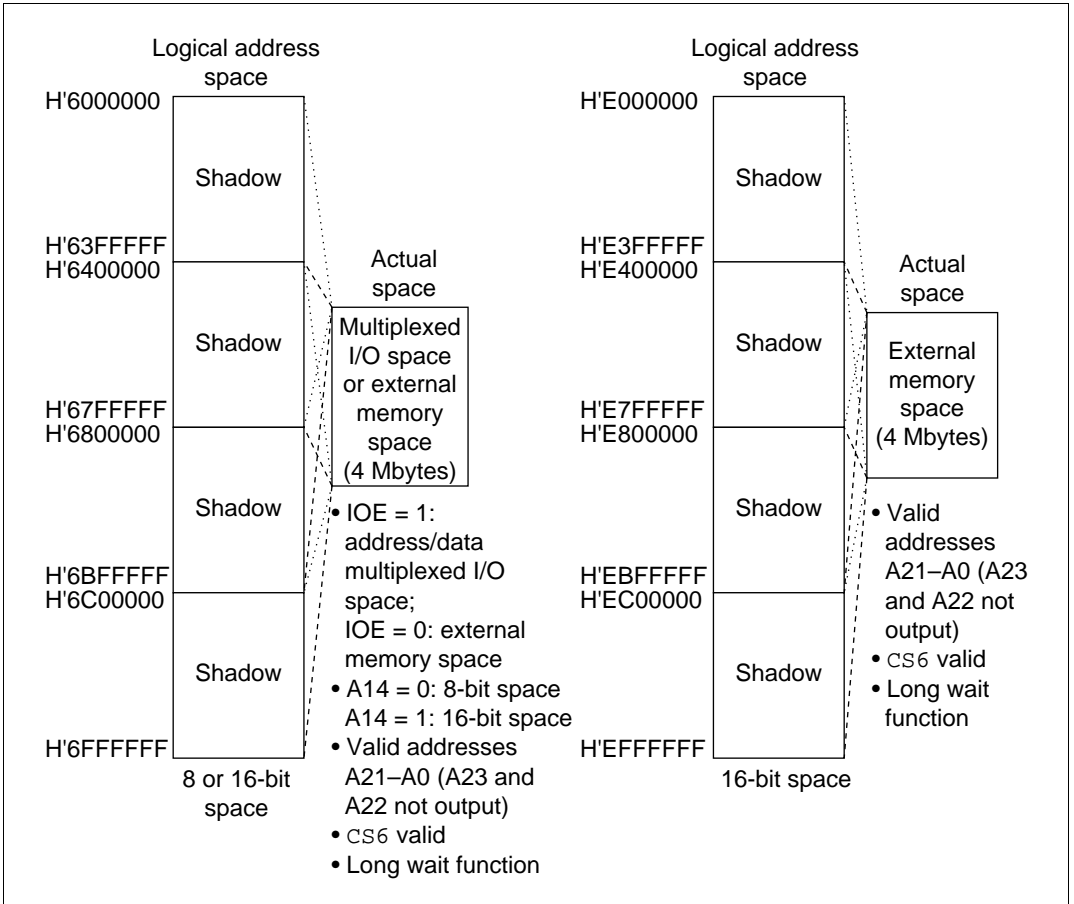 Logical address
space
H'6000000
Shadow
H'63FFFFF
H'6400000
Shadow
H'67FFFFF
H'6800000
Shadow
H'6BFFFFF
H'6C00000
Shadow
H'6FFFFFF
8 or 16-bit
space
Actual
space
Multiplexed
I/O space
or external
memory
space
(4 Mbytes)
• IOE = 1:
address/data
multiplexed I/O
space;
IOE = 0: external
memory space
• A14 = 0: 8-bit space
A14 = 1: 16-bit space
• Valid addresses
A21–A0 (A23 and
A22 not output)
• CS6 valid
• Long wait function
Logical address
space
H'E000000
Shadow
H'E3FFFFF
H'E400000
Shadow
H'E7FFFFF
H'E800000
Shadow
H'EBFFFFF
H'EC00000
Shadow
H'EFFFFFF
16-bit space
Actual
space
External
memory
space
(4 Mbytes)
• Valid
addresses
A21–A0 (A23
and A22 not
output)
• CS6 valid
• Long wait
function